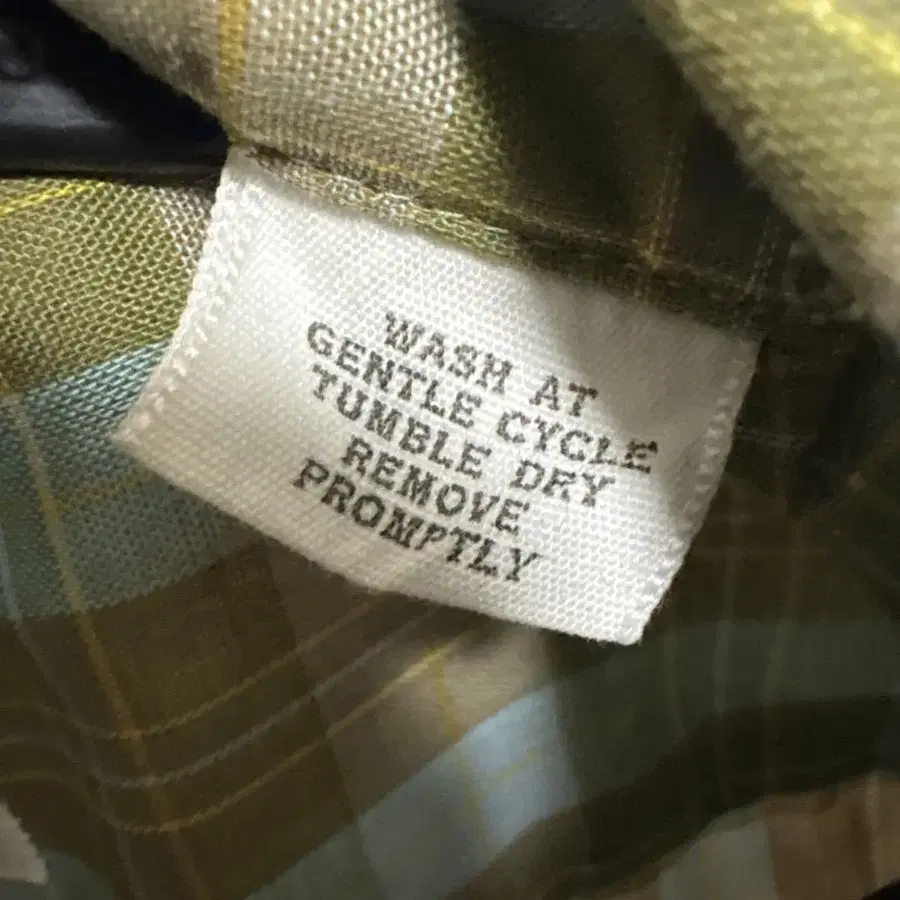 WASH AT
GENTLE CYCLE
TUMBLE DRY
REMOVE
PROMPTLY